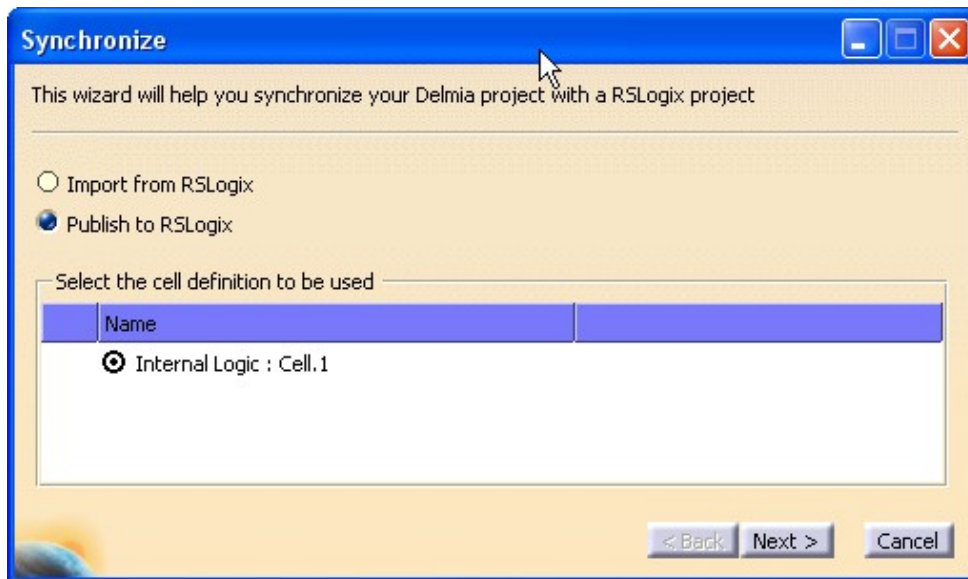 Synchronize
This wizard will help you synchronize your Delmia project with a RSLogix project
Import from RSLogix
Publish to RSLogix
Select the cell definition to be used
Name
Internal Logic : Cell.1
< Back Next > Cancel